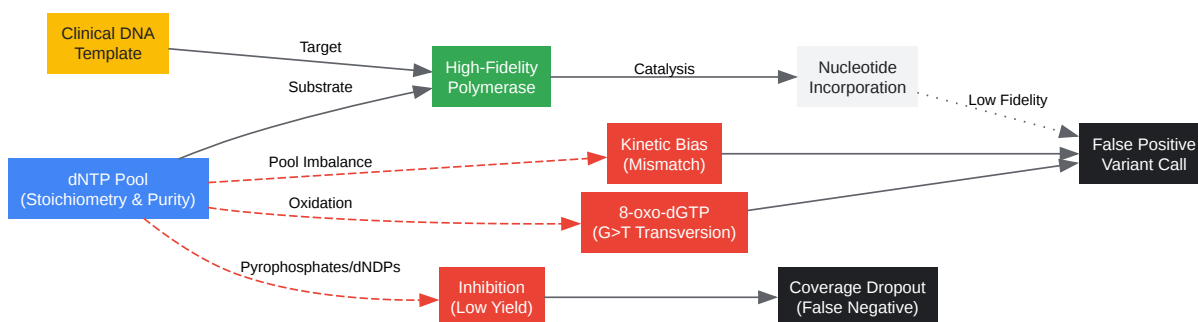 Clinical DNA
Template
Target
High-Fidelity
Polymerase
Catalysis
Nucleotide
Incorporation
Substrate
Low Fidelity
dNTP Pool
(Stoichiometry & Purity)
Pool Imbalance
Kinetic Bias
(Mismatch)
False Positive
Variant Call
Oxidation
8-oxo-dGTP
(G>T Transversion)
Pyrophosphates/dNDPs
Inhibition
(Low Yield)
Coverage Dropout
(False Negative)